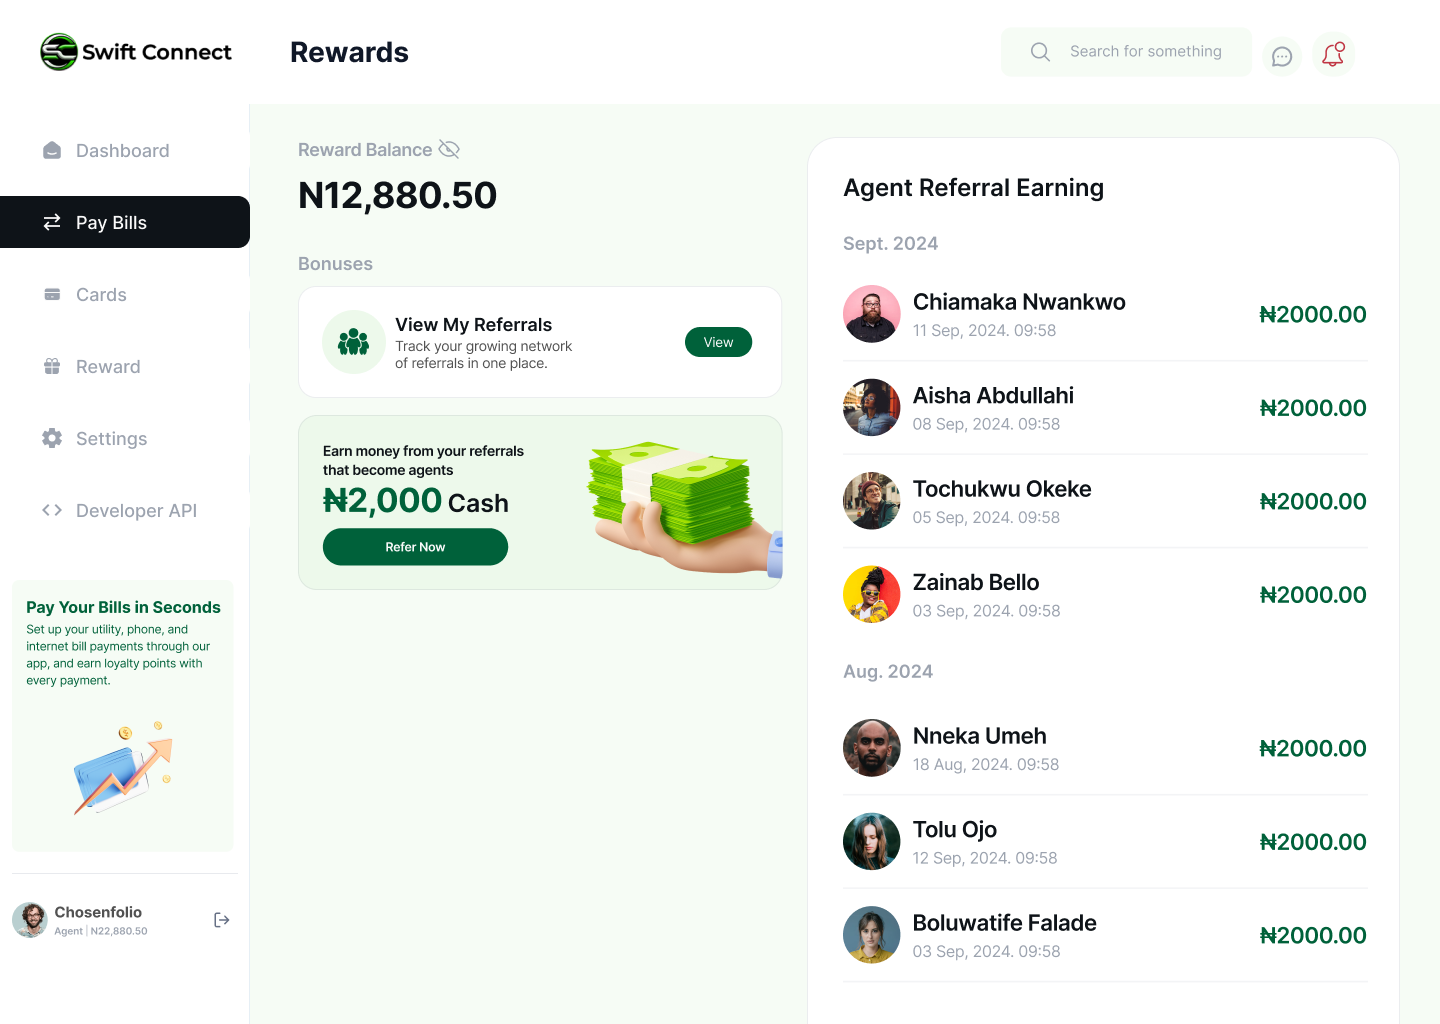 Swift Connect
Rewards
Search for something
Dashboard
Pay Bills
Cards
Reward
Settings
Developer API
Pay Your Bills in Seconds
Set up your utility, phone, and
internet bill payments through our
app, and earn loyalty points with
every payment.
Chosenfolio
Agent | N22,880.50
Reward Balance
N12,880.50
Bonuses
View My Referrals
Track your growing network
of referrals in one place.
View
Earn money from your referrals
that become agents
₦2,000 Cash
Refer Now
Agent Referral Earning
Sept. 2024
Chiamaka Nwankwo
11 Sep, 2024. 09:58
₦2000.00
Aisha Abdullahi
08 Sep, 2024. 09:58
₦2000.00
Tochukwu Okeke
05 Sep, 2024. 09:58
₦2000.00
Zainab Bello
03 Sep, 2024. 09:58
₦2000.00
Aug. 2024
Nneka Umeh
18 Aug, 2024. 09:58
₦2000.00
Tolu Ojo
12 Sep, 2024. 09:58
₦2000.00
Boluwatife Falade
03 Sep, 2024. 09:58
₦2000.00